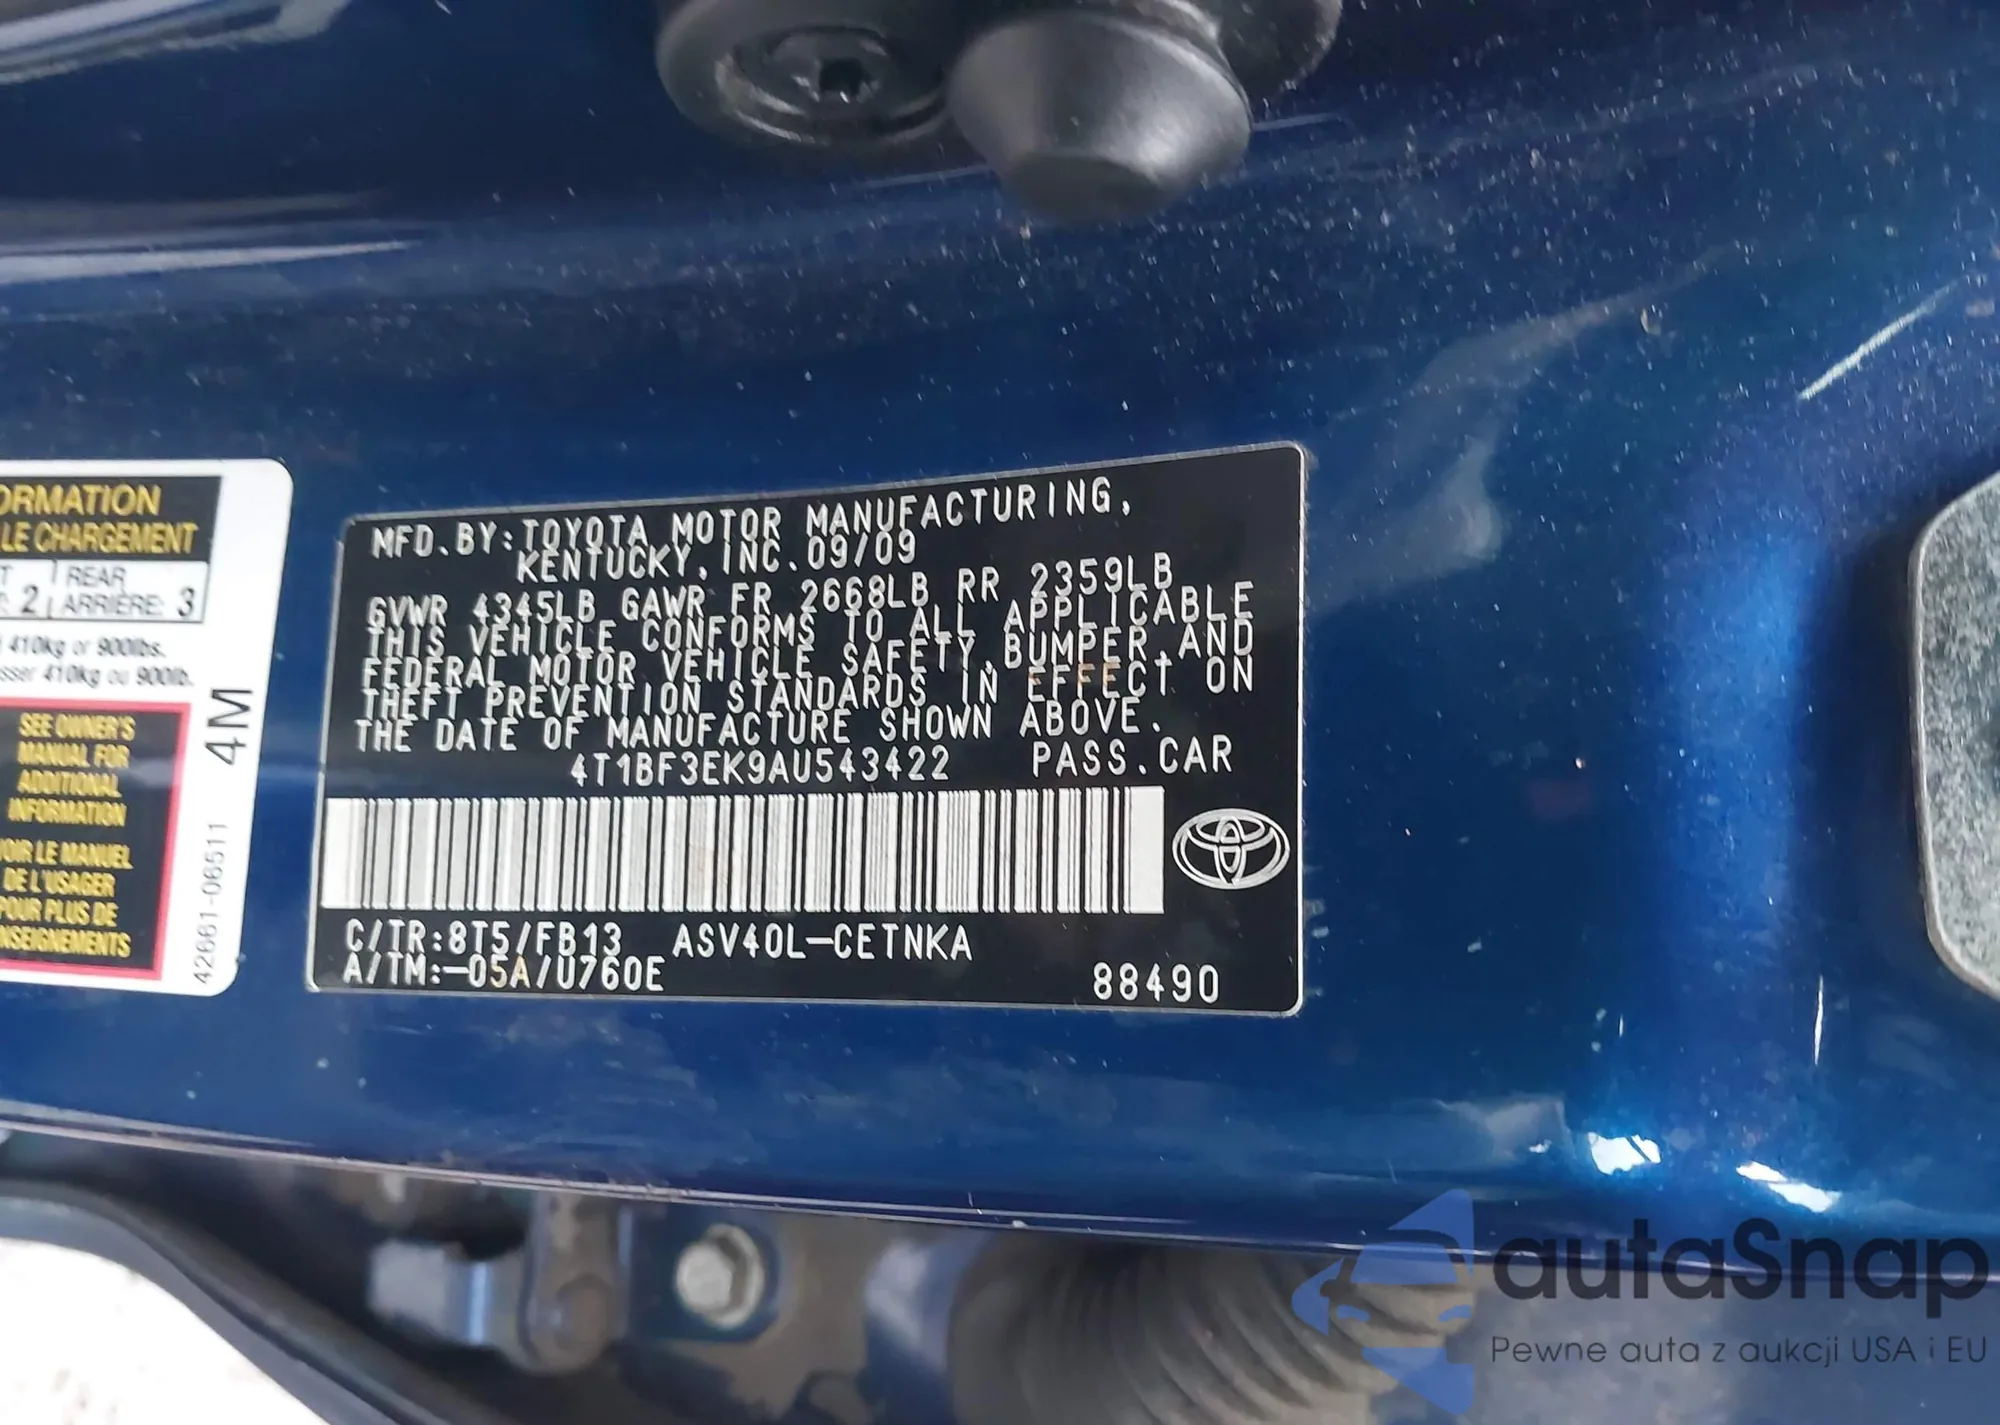 ORMATION
LE CHARGEMENT
T REAR
: 2 ARRIÈRE: 3
410kg or 900lbs.
sser 410kg ou 900lb.
SEE OWNER'S
MANUAL FOR
ADDITIONAL
INFORMATION
VOIR LE MANUEL
DE L'USAGER
POUR PLUS DE
NSEIGNEMENTS
4M
42661-06511
MFD.BY:TOYOTA MOTOR MANUFACTURING,
KENTUCKY,INC.09/09
GVWR 4345LB GAWR FR 2668LB RR 2359LB
THIS VEHICLE CONFORMS TO ALL APPLICABLE
FEDERAL MOTOR VEHICLE SAFETY,BUMPER,AND
THEFT PREVENTION STANDARDS IN EFFECT ON
THE DATE OF MANUFACTURE SHOWN ABOVE.
4T1BF3EK9AU543422 PASS.CAR
C/TR:8T5/FB13 ASV40L-CETNKA
A/TM:-05A/U760E
88490
autaSnap
Pewne auta z aukcji USA i EU